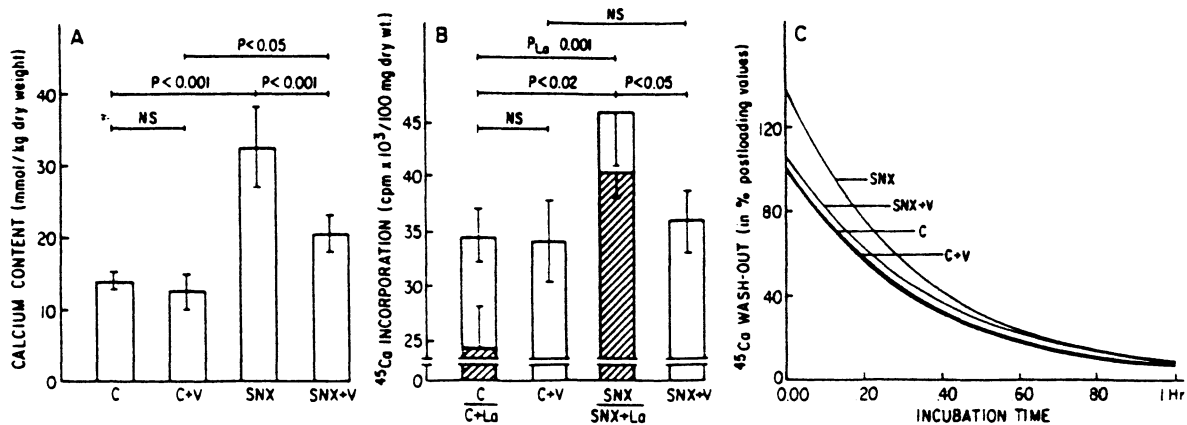 A
CALCIUM CONTENT (mmol/kg dry weight)
P<0.05
P<0.001
P<0.001
NS
40
30
20
10
0
C
C+V
SNX
SNX+V
B
45Ca INCORPORATION (cpm x 10³/100 mg dry wt.)
NS
PLa 0.001
P<0.02
P<0.05
NS
45
40
35
30
25
0
C
C+La
C+V
SNX
SNX+La
SNX+V
C
45Ca WASH-OUT (in % postloading values)
120
80
40
0
SNX
SNX+V
C
C+V
0.00
20
40
60
80
1 Hr
INCUBATION TIME